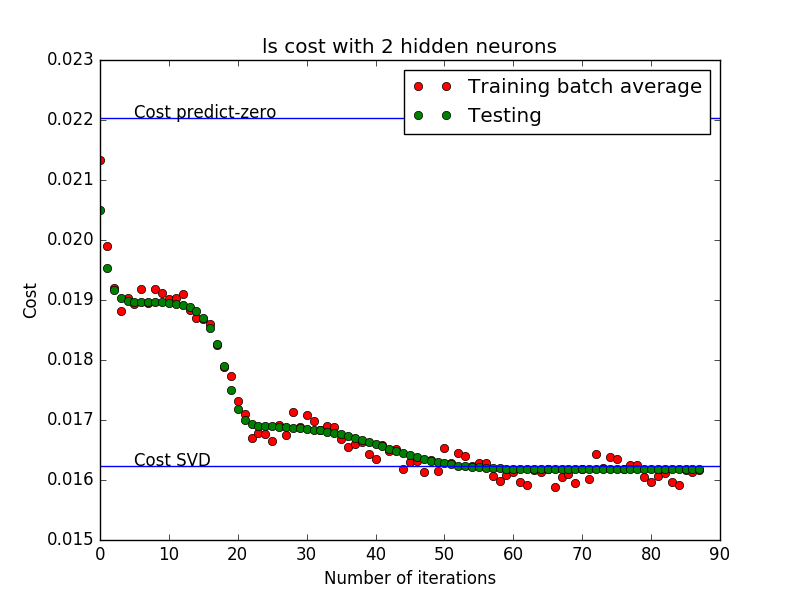 ls cost with 2 hidden neurons
0.023
0.022
0.021
0.020
0.019
0.018
0.017
0.016
0.015
Cost
Training batch average
Testing
Cost predict-zero
Cost SVD
0 10 20 30 40 50 60 70 80 90
Number of iterations